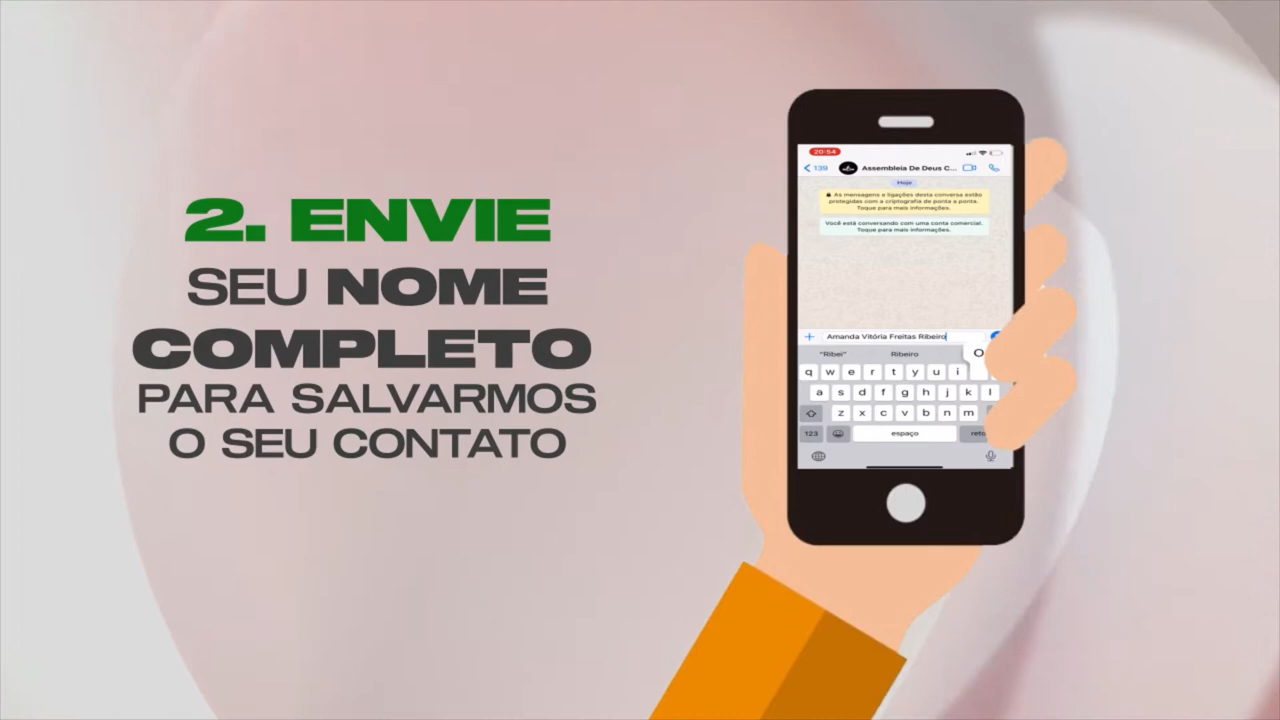 2. ENVIE
SEU NOME
COMPLETO
PARA SALVARMOS
O SEU CONTATO
20:54
139
Assembleia De Deus C...
Hoje
As mensagens e ligações desta conversa estão
protegidas com a criptografia de ponta a ponta.
Toque para mais informações.
Você está conversando com uma conta comercial.
Toque para mais informações.
Amanda Vitória Freitas Ribeiro
"Ribei" Ribeiro
O
q w e r t y u i
a s d f g h j k l
z x c v b n m
123 espaço reto